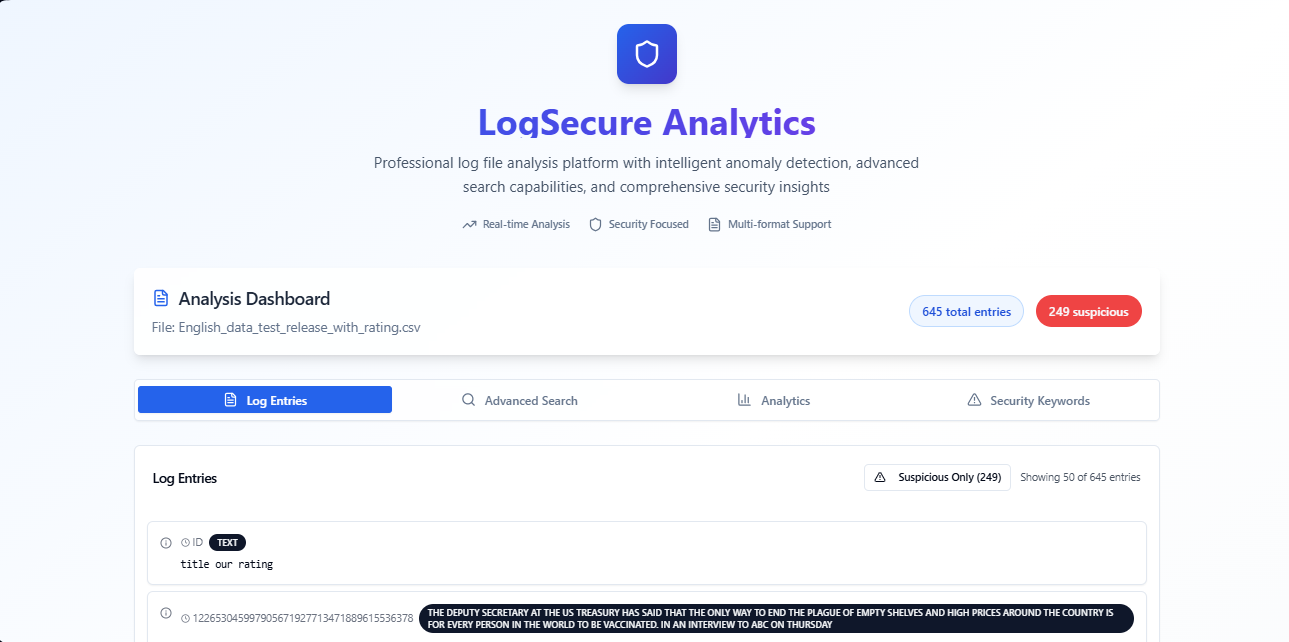 LogSecure Analytics
Professional log file analysis platform with intelligent anomaly detection, advanced
search capabilities, and comprehensive security insights
Real-time Analysis Security Focused Multi-format Support
Analysis Dashboard
File: English_data_test_release_with_rating.csv
645 total entries 249 suspicious
Log Entries Advanced Search Analytics Security Keywords
Log Entries Suspicious Only (249) Showing 50 of 645 entries
ID TEXT
title our rating
122653045997905671927713471889615536378 THE DEPUTY SECRETARY AT THE US TREASURY HAS SAID THAT THE ONLY WAY TO END THE PLAGUE OF EMPTY SHELVES AND HIGH PRICES AROUND THE COUNTRY IS
FOR EVERY PERSON IN THE WORLD TO BE VACCINATED. IN AN INTERVIEW TO ABC ON THURSDAY